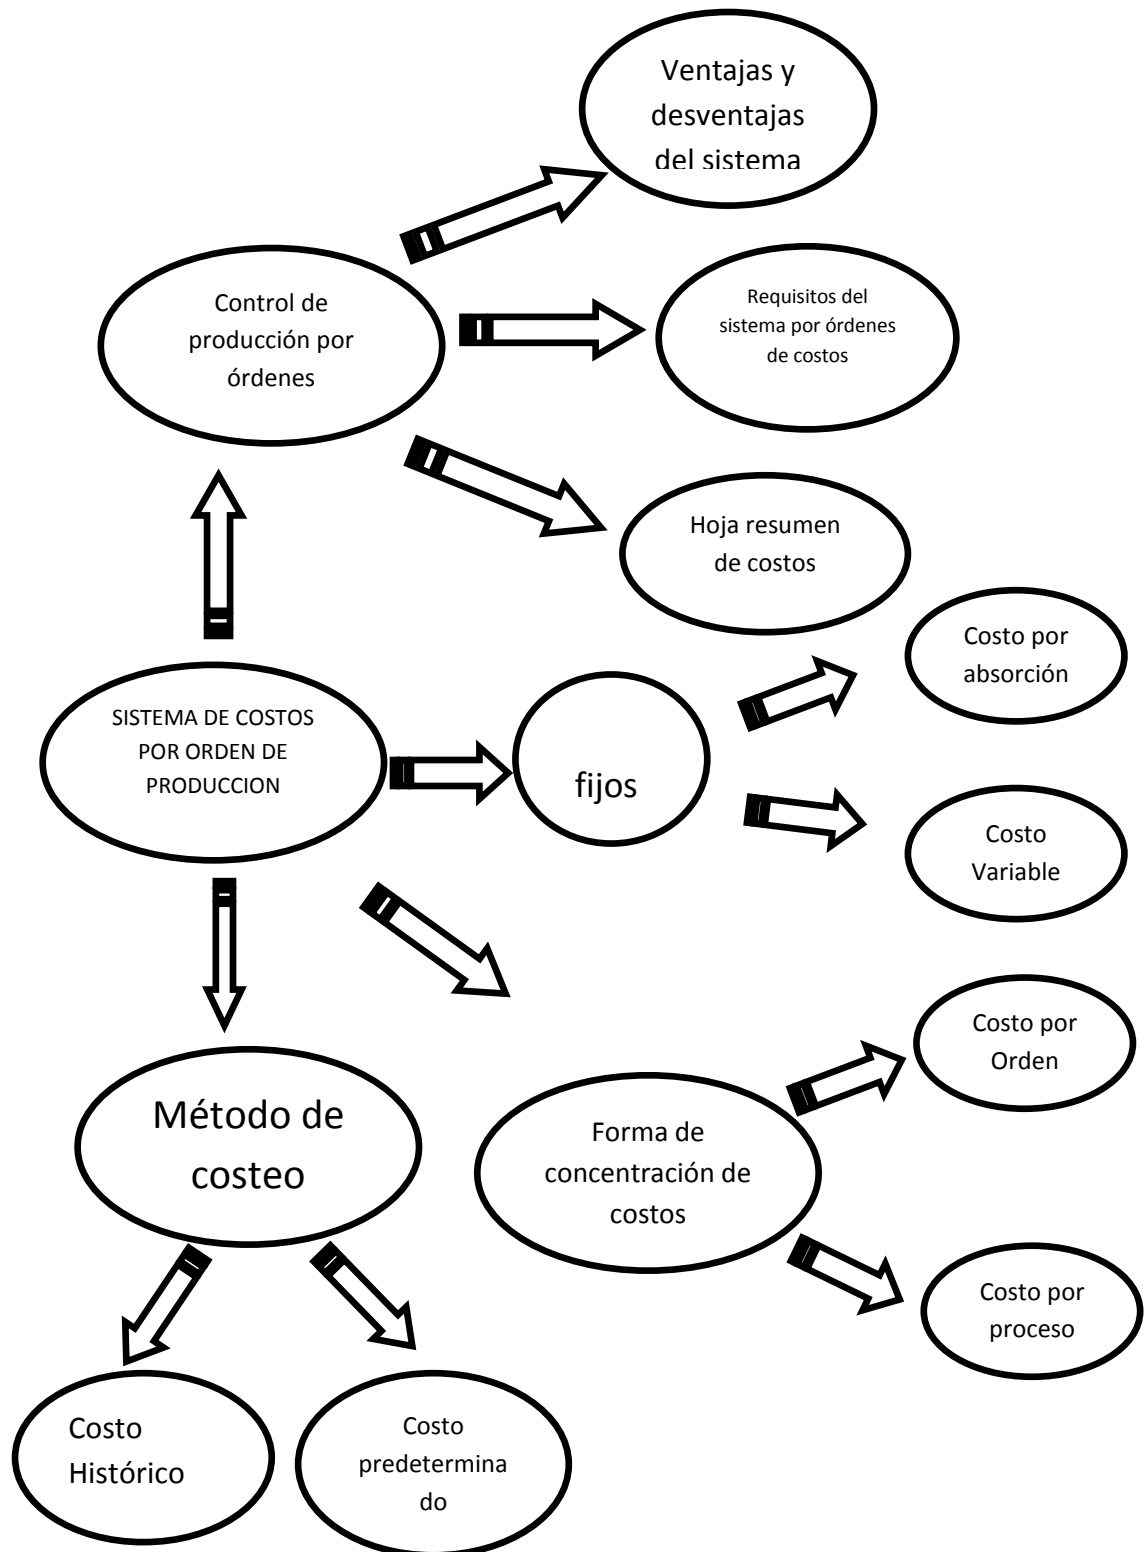 Ventajas y
desventajas
del sistema
Control de
producción por
órdenes
Requisitos del
sistema por órdenes
de costos
Hoja resumen
de costos
Costo por
absorción
SISTEMA DE COSTOS
POR ORDEN DE
PRODUCCION
fijos
Costo
Variable
Costo por
Orden
Método de
costeo
Forma de
concentración de
costos
Costo por
proceso
Costo
Histórico
Costo
predetermina
do